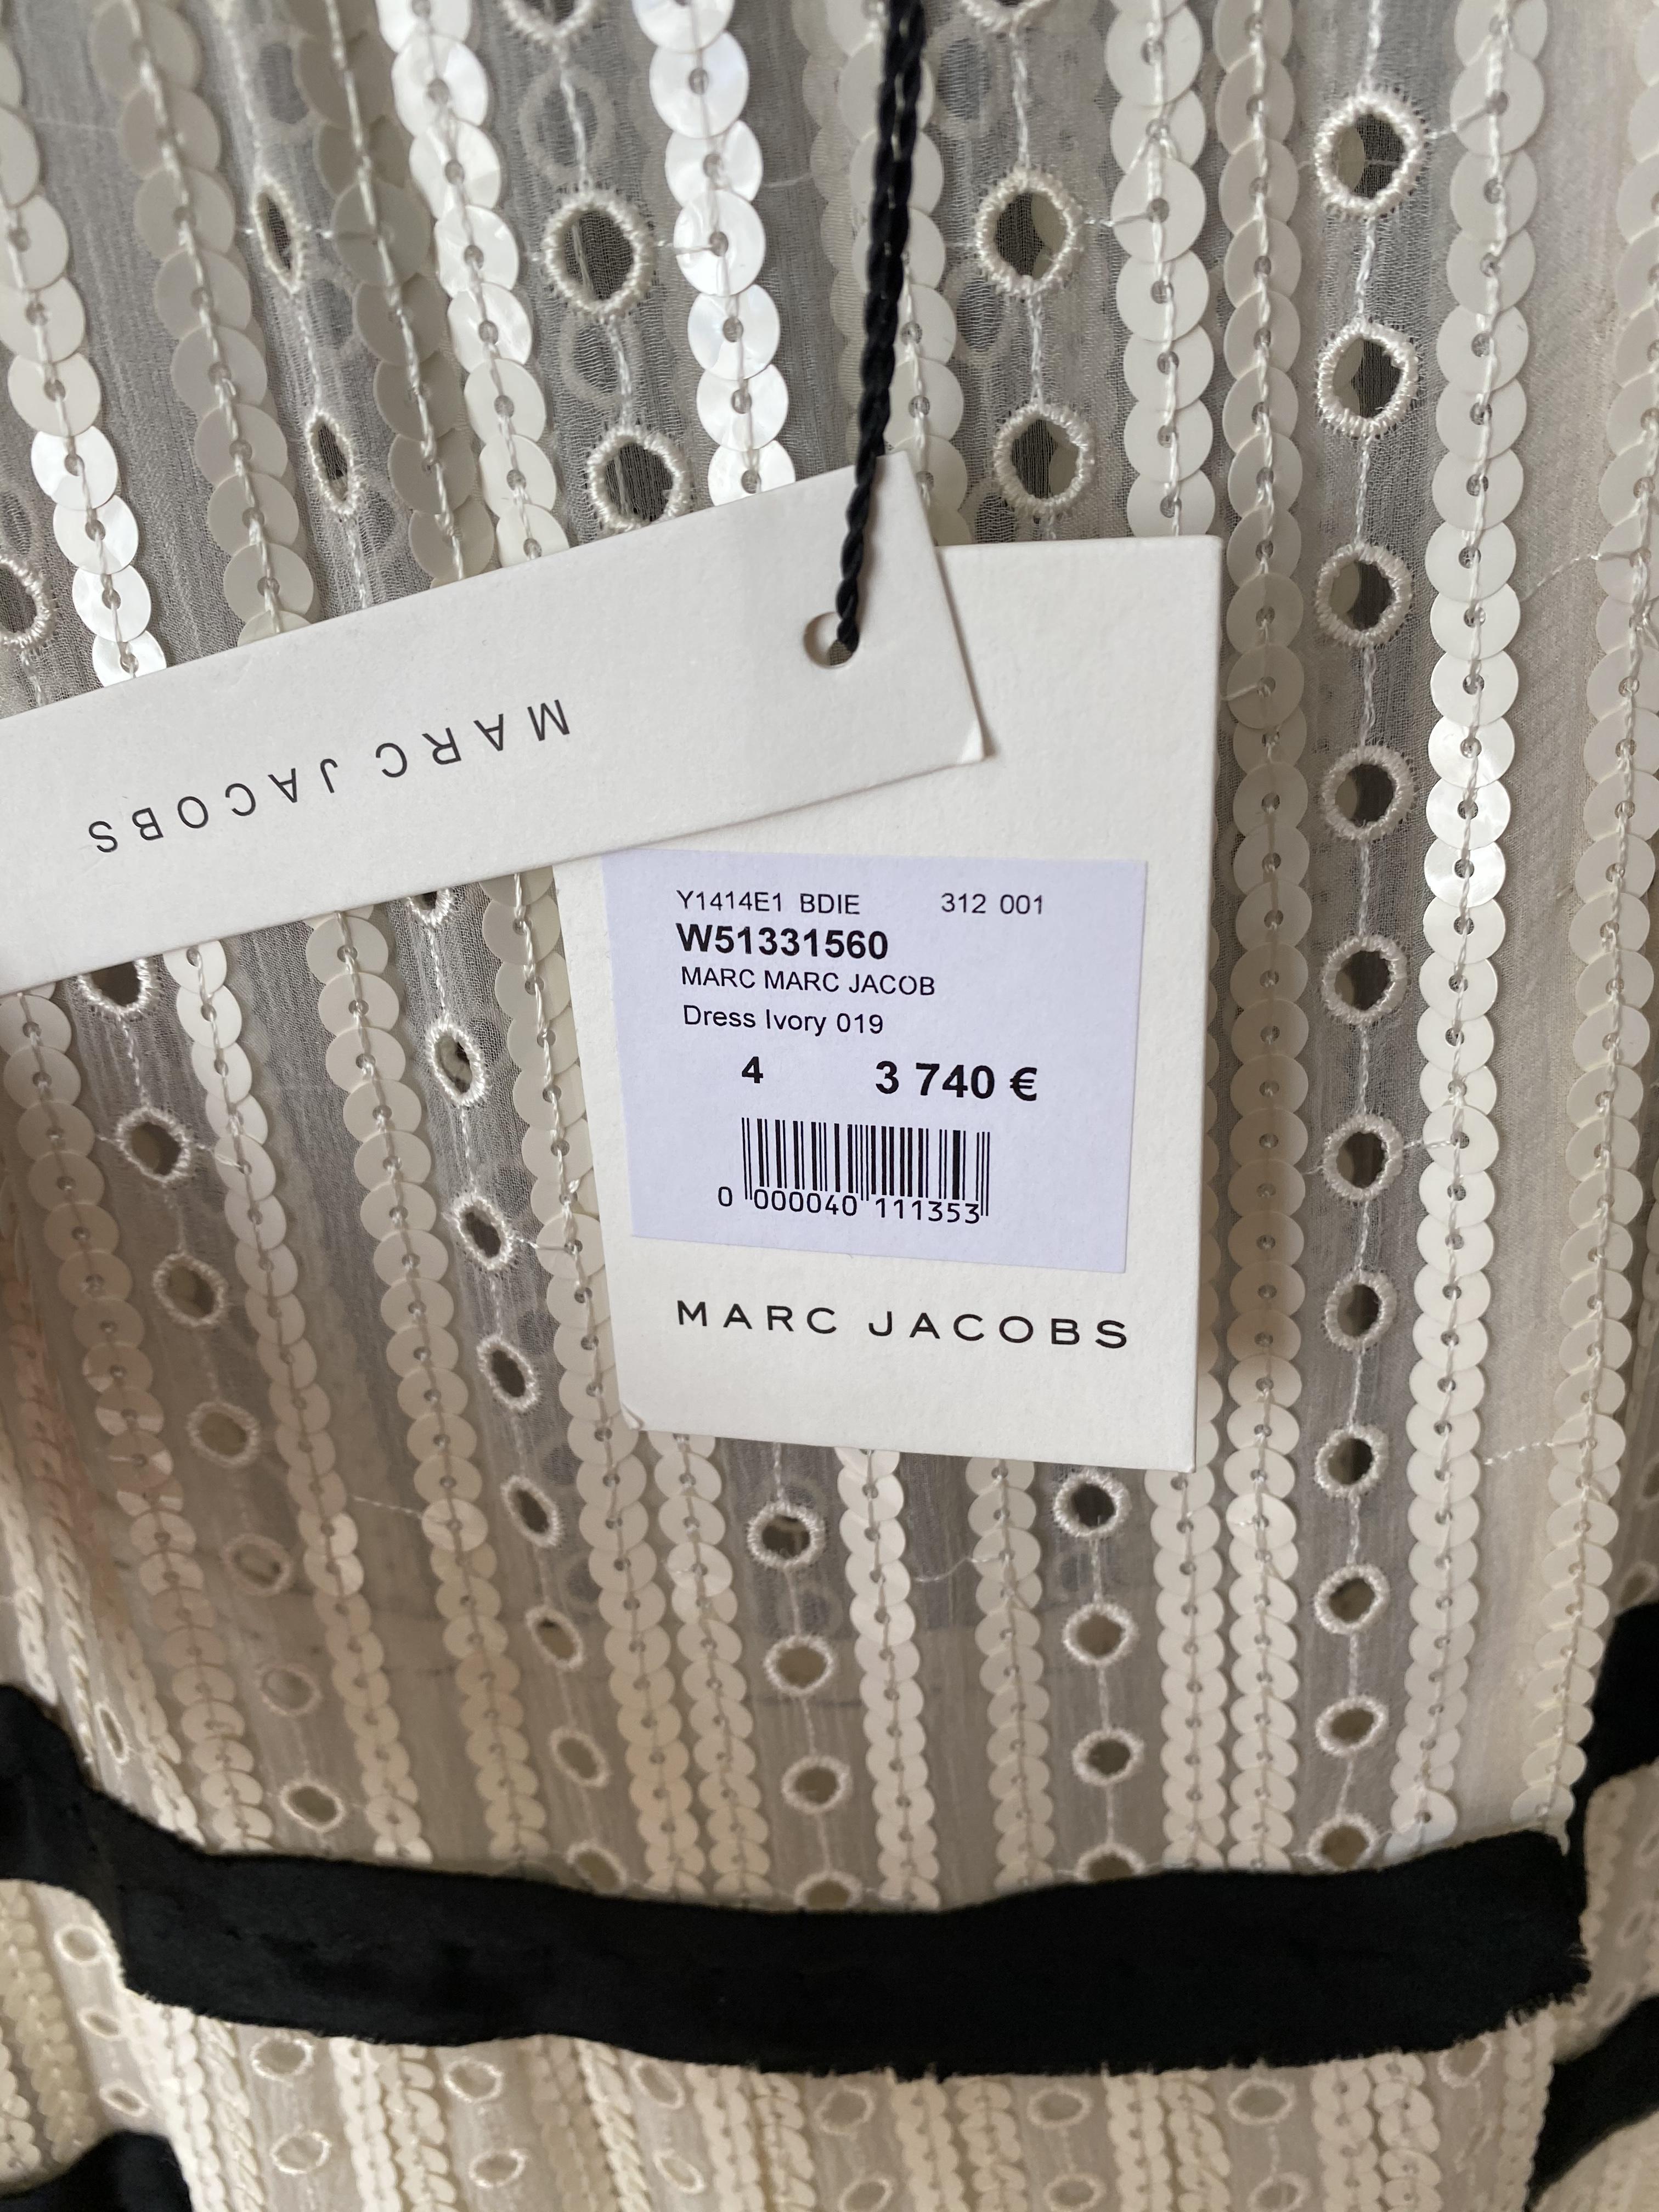 MARC JACOBS
Y1414E1 BDIE 312 001
W51331560
MARC MARC JACOB
Dress Ivory 019
4 3 740 €
0 000040 111353
MARC JACOBS